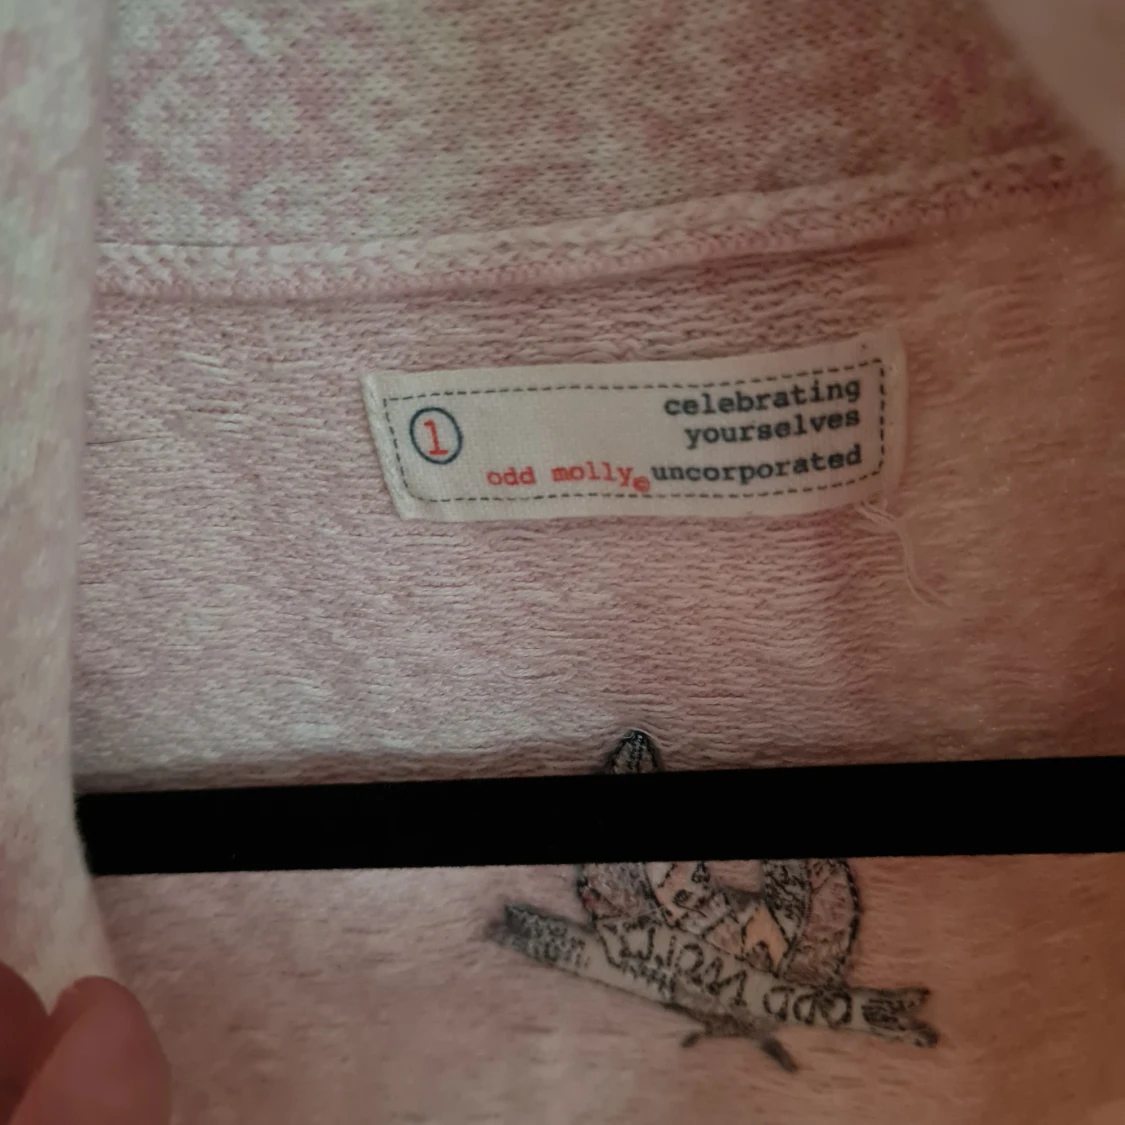 1
celebrating
yourselves
odd molly© uncorporated